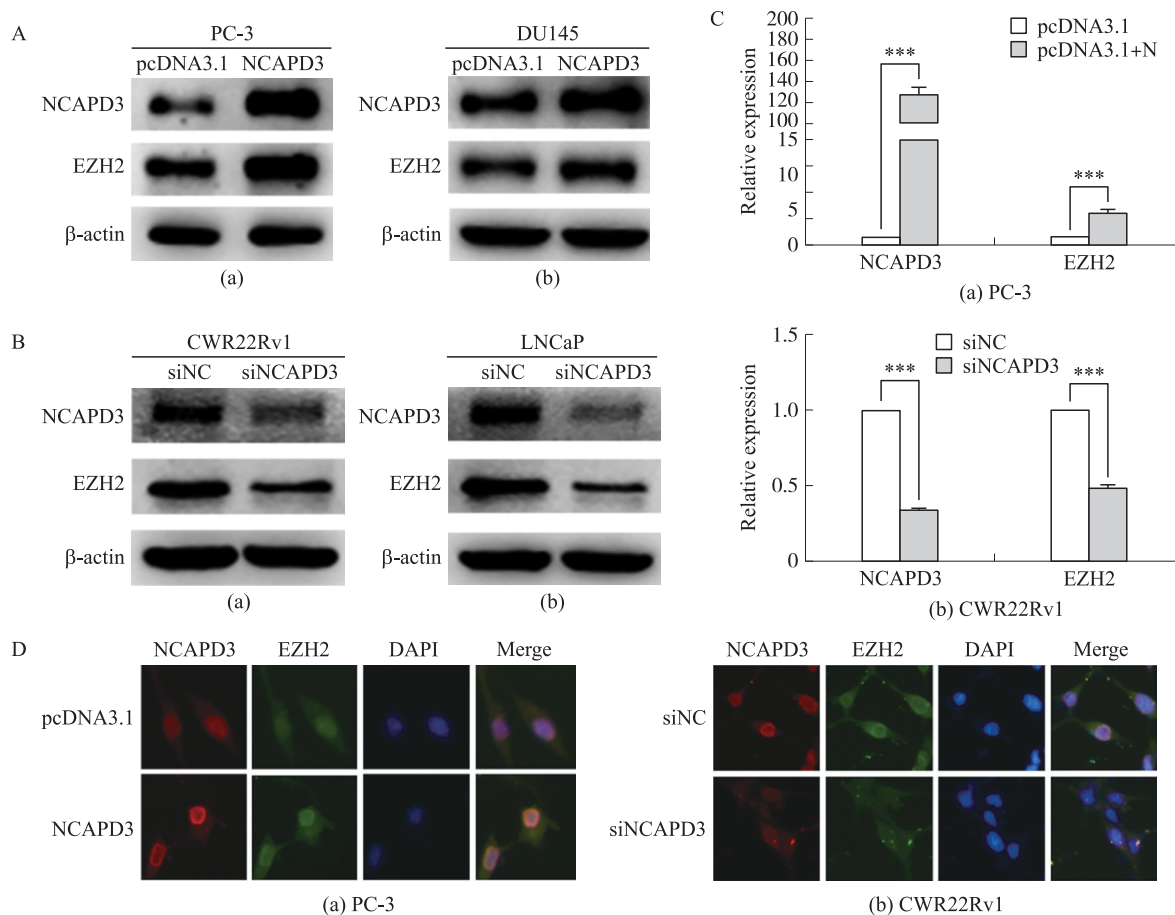 A
PC-3
pcDNA3.1 NCAPD3
NCAPD3
EZH2
β-actin
(a)
DU145
pcDNA3.1 NCAPD3
NCAPD3
EZH2
β-actin
(b)
C
Relative expression
200
180
160
140
120
100
15
10
5
0
pcDNA3.1
pcDNA3.1+N
***
***
NCAPD3 EZH2
(a) PC-3
B
CWR22Rv1
siNC siNCAPD3
NCAPD3
EZH2
β-actin
(a)
LNCaP
siNC siNCAPD3
NCAPD3
EZH2
β-actin
(b)
Relative expression
1.5
1.0
0.5
0
siNC
siNCAPD3
***
***
NCAPD3 EZH2
(b) CWR22Rv1
D
NCAPD3 EZH2 DAPI Merge
pcDNA3.1
NCAPD3
(a) PC-3
NCAPD3 EZH2 DAPI Merge
siNC
siNCAPD3
(b) CWR22Rv1